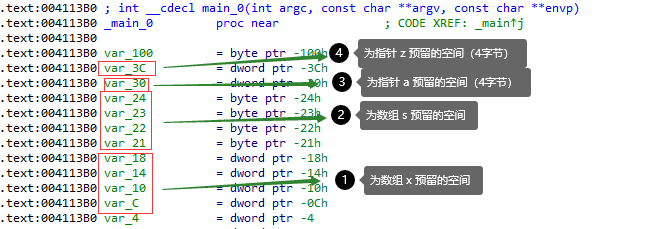 .text:004113B0 ; int __cdecl main_0(int argc, const char **argv, const char **envp)
.text:004113B0 _main_0 proc near ; CODE XREF: _main↑j
.text:004113B0
.text:004113B0 var_100 = byte ptr -100h
4 为指针 z 预留的空间（4字节）
.text:004113B0 var_3C = dword ptr -3Ch
.text:004113B0 var_30 = dword ptr -30h
3 为指针 a 预留的空间（4字节）
.text:004113B0 var_24 = byte ptr -24h
.text:004113B0 var_23 = byte ptr -23h
2 为数组 s 预留的空间
.text:004113B0 var_22 = byte ptr -22h
.text:004113B0 var_21 = byte ptr -21h
.text:004113B0 var_18 = dword ptr -18h
.text:004113B0 var_14 = dword ptr -14h
1 为数组 x 预留的空间
.text:004113B0 var_10 = dword ptr -10h
.text:004113B0 var_C = dword ptr -0Ch
.text:004113B0 var_4 = dword ptr -4